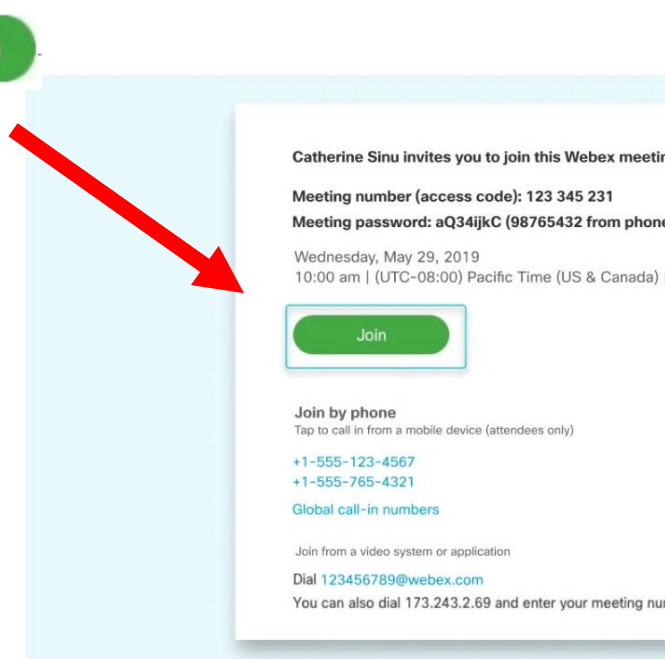 Catherine Sinu invites you to join this Webex
Meeting number (access code): 123 345 231
Meeting password: aQ34ijkC (98765432 from phone
Wednesday, May 29, 2019
10:00 am | (UTC-08:00) Pacific Time (US & Canada) |
Join
Join by phone
Tap to call in from a mobile device (attendees only)
+1-555-123-4567
+1-555-765-4321
Global call-in numbers
Join from a video system or application
Dial 123456789@webex.com
You can also dial 173.243.2.69 and enter your meeting